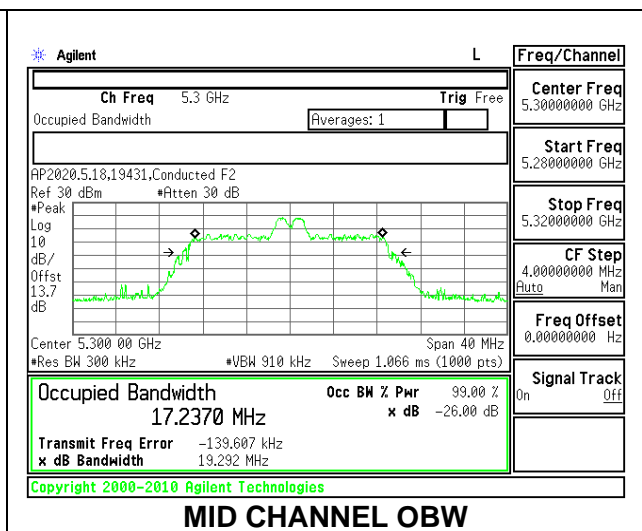 Agilent L Freq/Channel
Ch Freq 5.3 GHz Trig Free
Occupied Bandwidth Averages: 1
Center Freq
5.30000000 GHz
Start Freq
5.28000000 GHz
AP2020.5.18,19431,Conducted F2
Ref 30 dBm #Atten 30 dB
#Peak
Log
10
dB/
Offst
13.7
dB
Stop Freq
5.32000000 GHz
CF Step
4.00000000 MHz
Auto Man
Freq Offset
0.00000000 Hz
Center 5.300 00 GHz Span 40 MHz
#Res BW 300 kHz #VBW 910 kHz Sweep 1.066 ms (1000 pts)
Signal Track
On Off
Occupied Bandwidth Occ BW % Pwr 99.00 %
17.2370 MHz x dB -26.00 dB
Transmit Freq Error -139.607 kHz
x dB Bandwidth 19.292 MHz
Copyright 2000-2010 Agilent Technologies
MID CHANNEL OBW